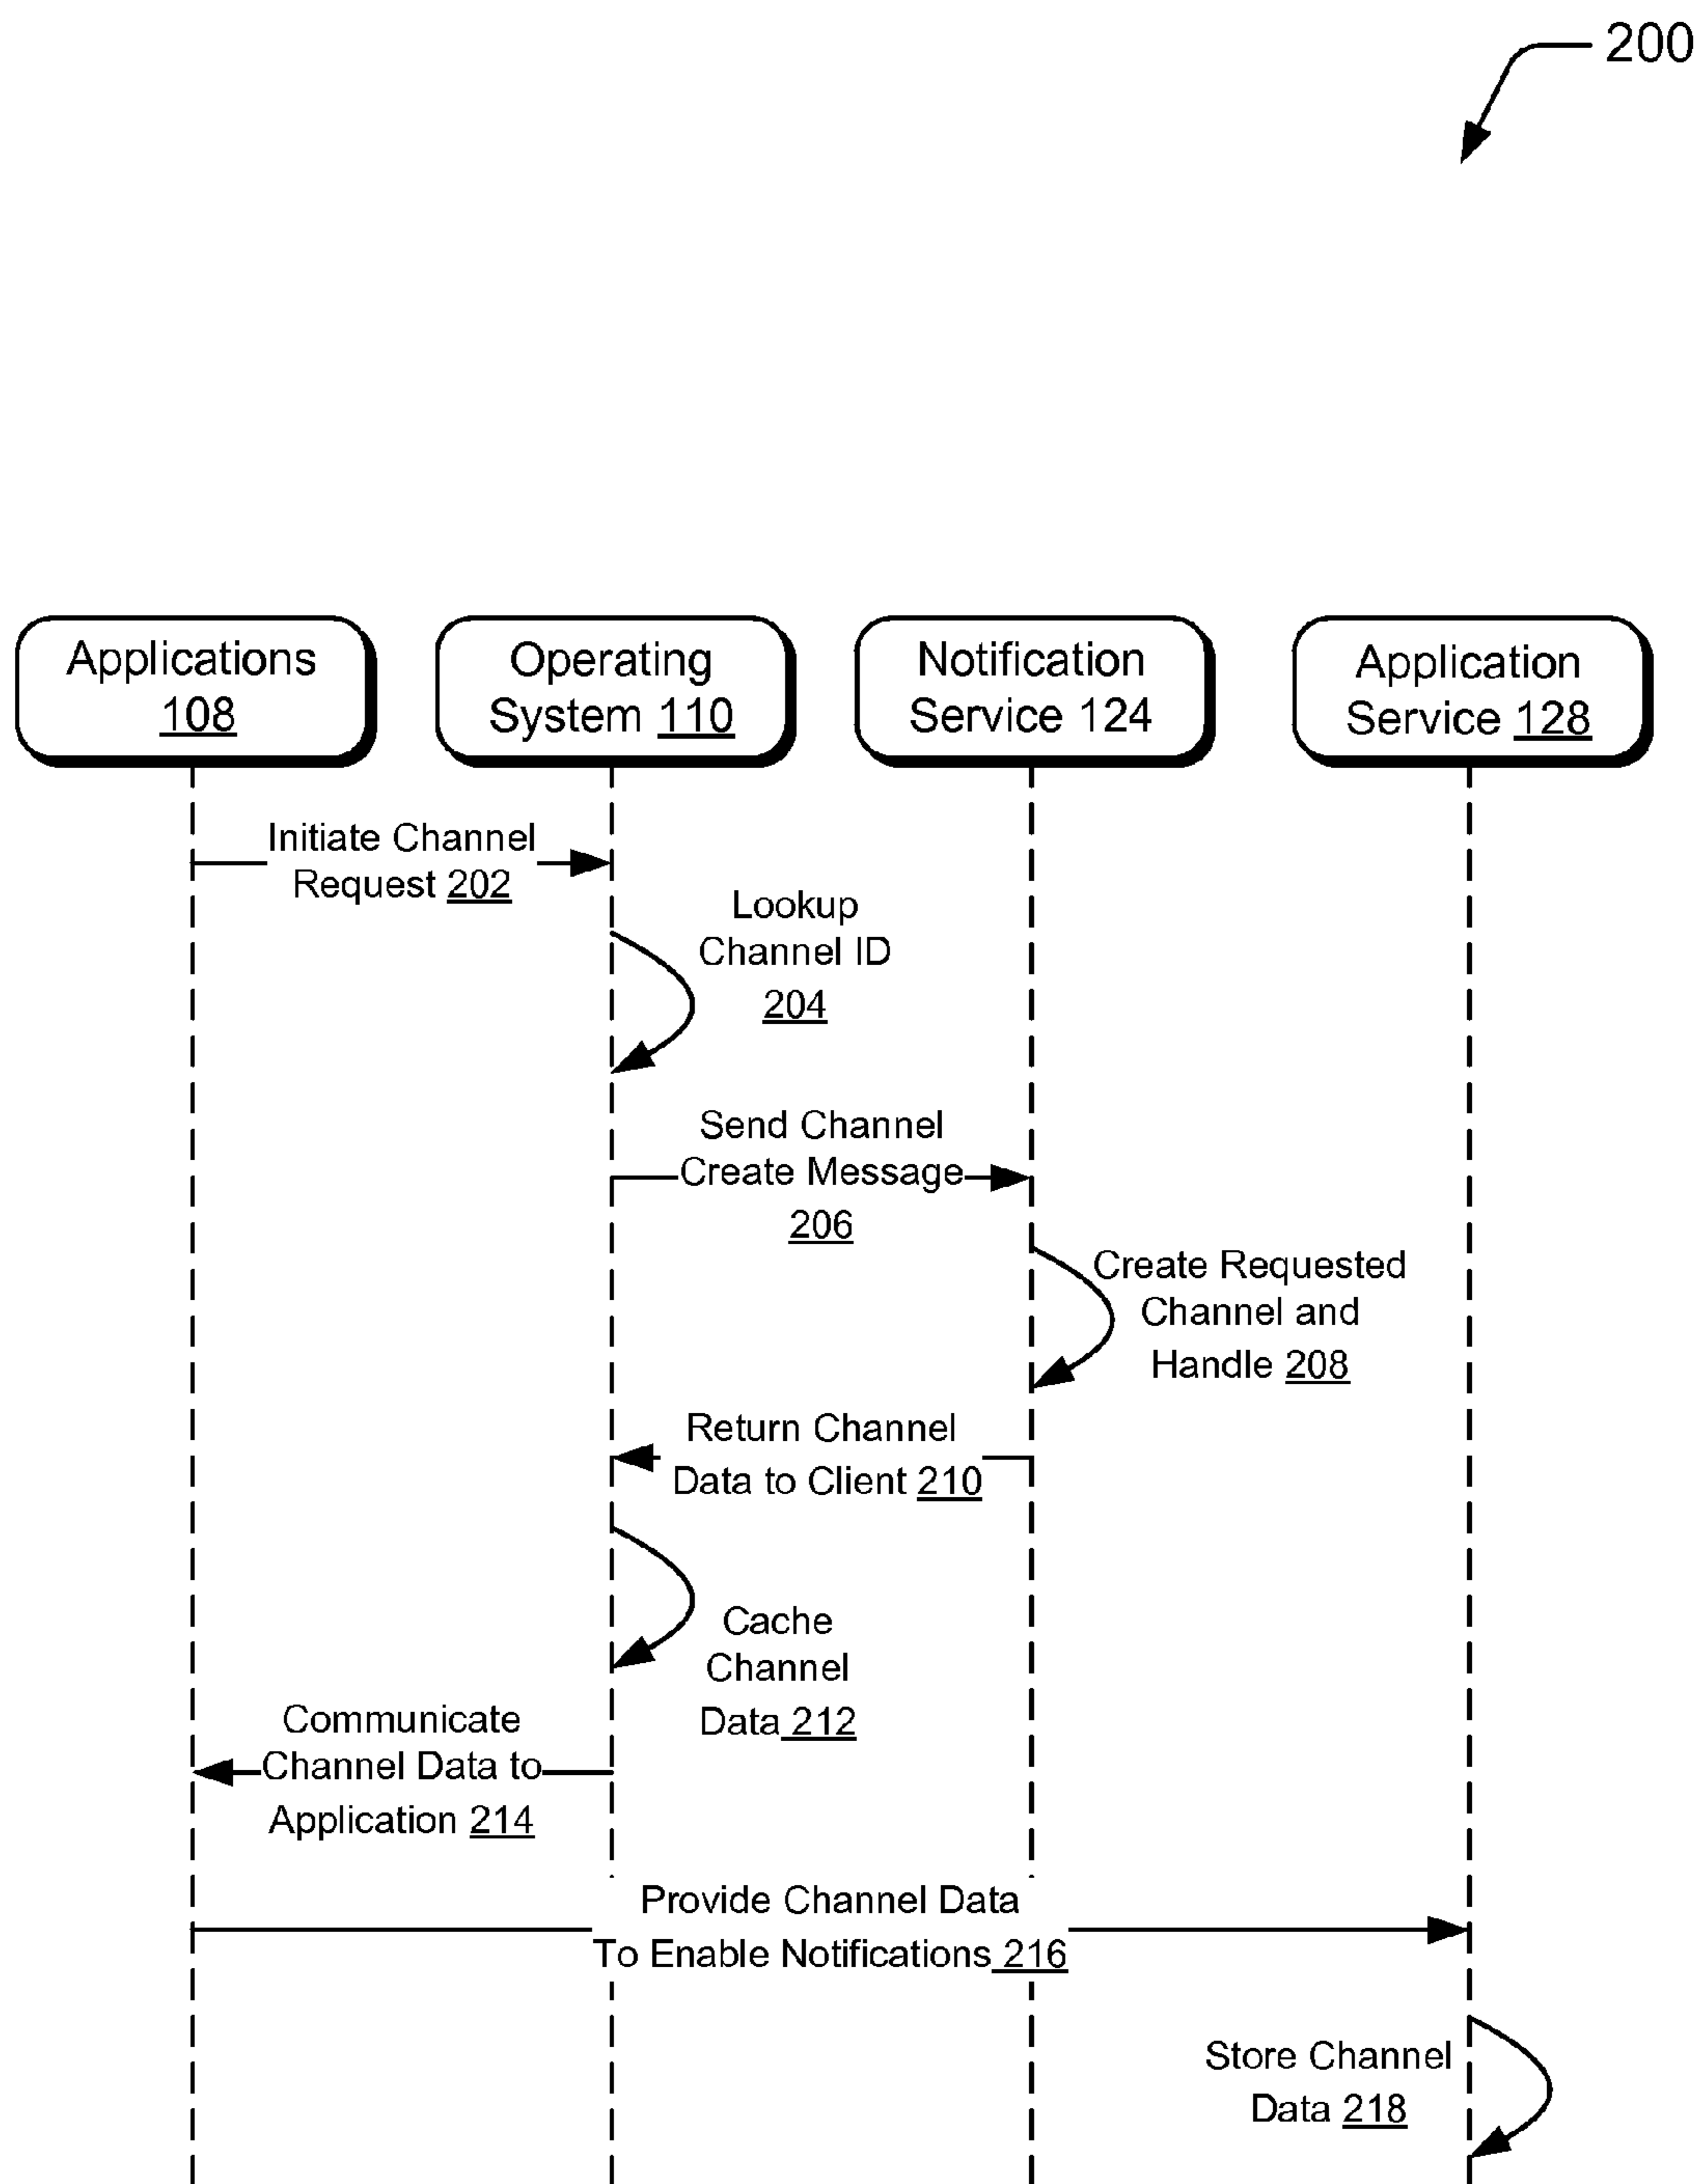 200
Applications
108
Operating
System 110
Notification
Service 124
Application
Service 128
Initiate Channel
Request 202
Lookup
Channel ID
204
Send Channel
Create Message
206
Create Requested
Channel and
Handle 208
Return Channel
Data to Client 210
Cache
Channel
Data 212
Communicate
Channel Data to
Application 214
Provide Channel Data
To Enable Notifications 216
Store Channel
Data 218